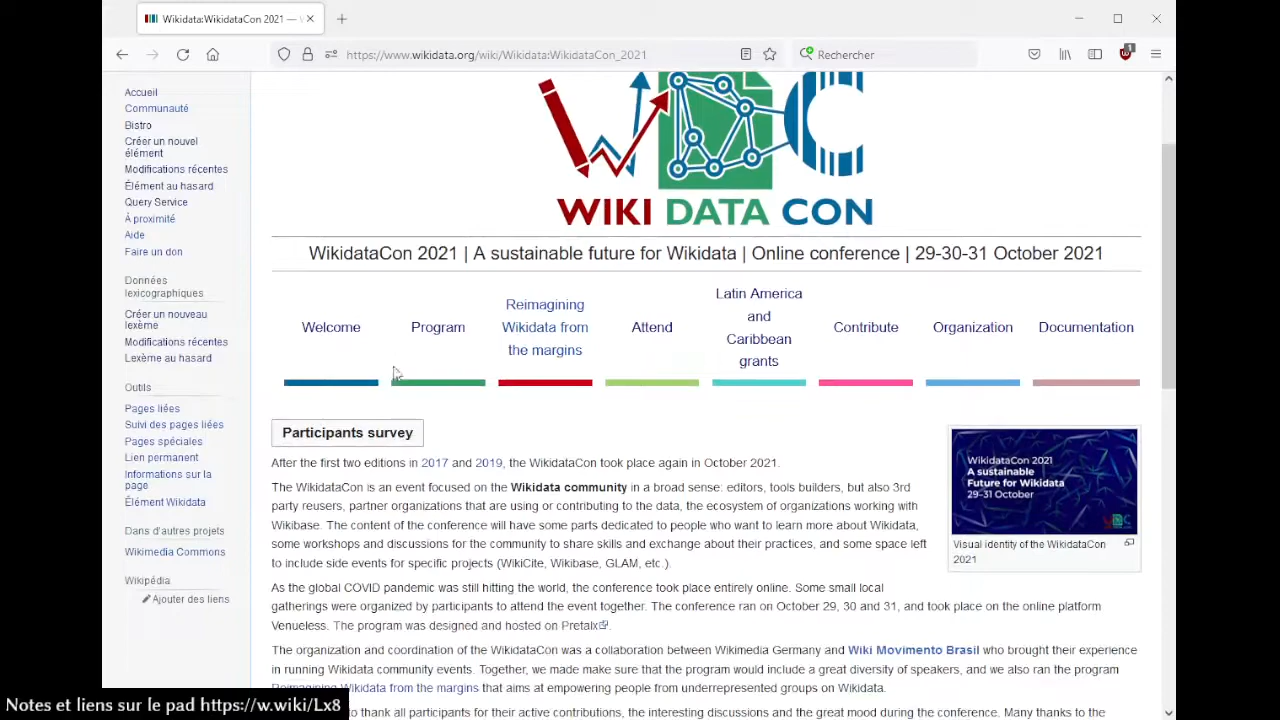 Wikidata:WikidataCon 2021 — 
https://www.wikidata.org/wiki/Wikidata:WikidataCon_2021
Rechercher
1
Accueil
Communauté
Bistro
Créer un nouvel
élément
Modifications récentes
Élément au hasard
Query Service
À proximité
Aide
Faire un don
Données
lexicographiques
Créer un nouveau
lexème
Modifications récentes
Lexème au hasard
Outils
Pages liées
Suivi des pages liées
Pages spéciales
Lien permanent
Informations sur la
page
Élément Wikidata
Dans d'autres projets
Wikimedia Commons
Wikipédia
Ajouter des liens
WIKI DATA CON
WikidataCon 2021 | A sustainable future for Wikidata | Online conference | 29-30-31 October 2021
Welcome
Program
Reimagining
Wikidata from
the margins
Attend
Latin America
and
Caribbean
grants
Contribute
Organization
Documentation
Participants survey
After the first two editions in 2017 and 2019, the WikidataCon took place again in October 2021.
The WikidataCon is an event focused on the Wikidata community in a broad sense: editors, tools builders, but also 3rd
party reusers, partner organizations that are using or contributing to the data, the ecosystem of organizations working with
Wikibase. The content of the conference will have some parts dedicated to people who want to learn more about Wikidata,
some workshops and discussions for the community to share skills and exchange about their practices, and some space left
to include side events for specific projects (WikiCite, Wikibase, GLAM, etc.).
WikidataCon 2021
A sustainable
Future for Wikidata
29-31 October
Visual identity of the WikidataCon
2021
As the global COVID pandemic was still hitting the world, the conference took place entirely online. Some small local
gatherings were organized by participants to attend the event together. The conference ran on October 29, 30 and 31, and took place on the online platform
Venueless. The program was designed and hosted on Pretalx.
The organization and coordination of the WikidataCon was a collaboration between Wikimedia Germany and Wiki Movimento Brasil who brought their experience
in running Wikidata community events. Together, we made make sure that the program would include a great diversity of speakers, and we also ran the program
Reimagining Wikidata from the margins that aims at empowering people from underrepresented groups on Wikidata.
to thank all participants for their active contributions, the interesting discussions and the great mood during the conference. Many thanks to the
Notes et liens sur le pad https://w.wiki/Lx8